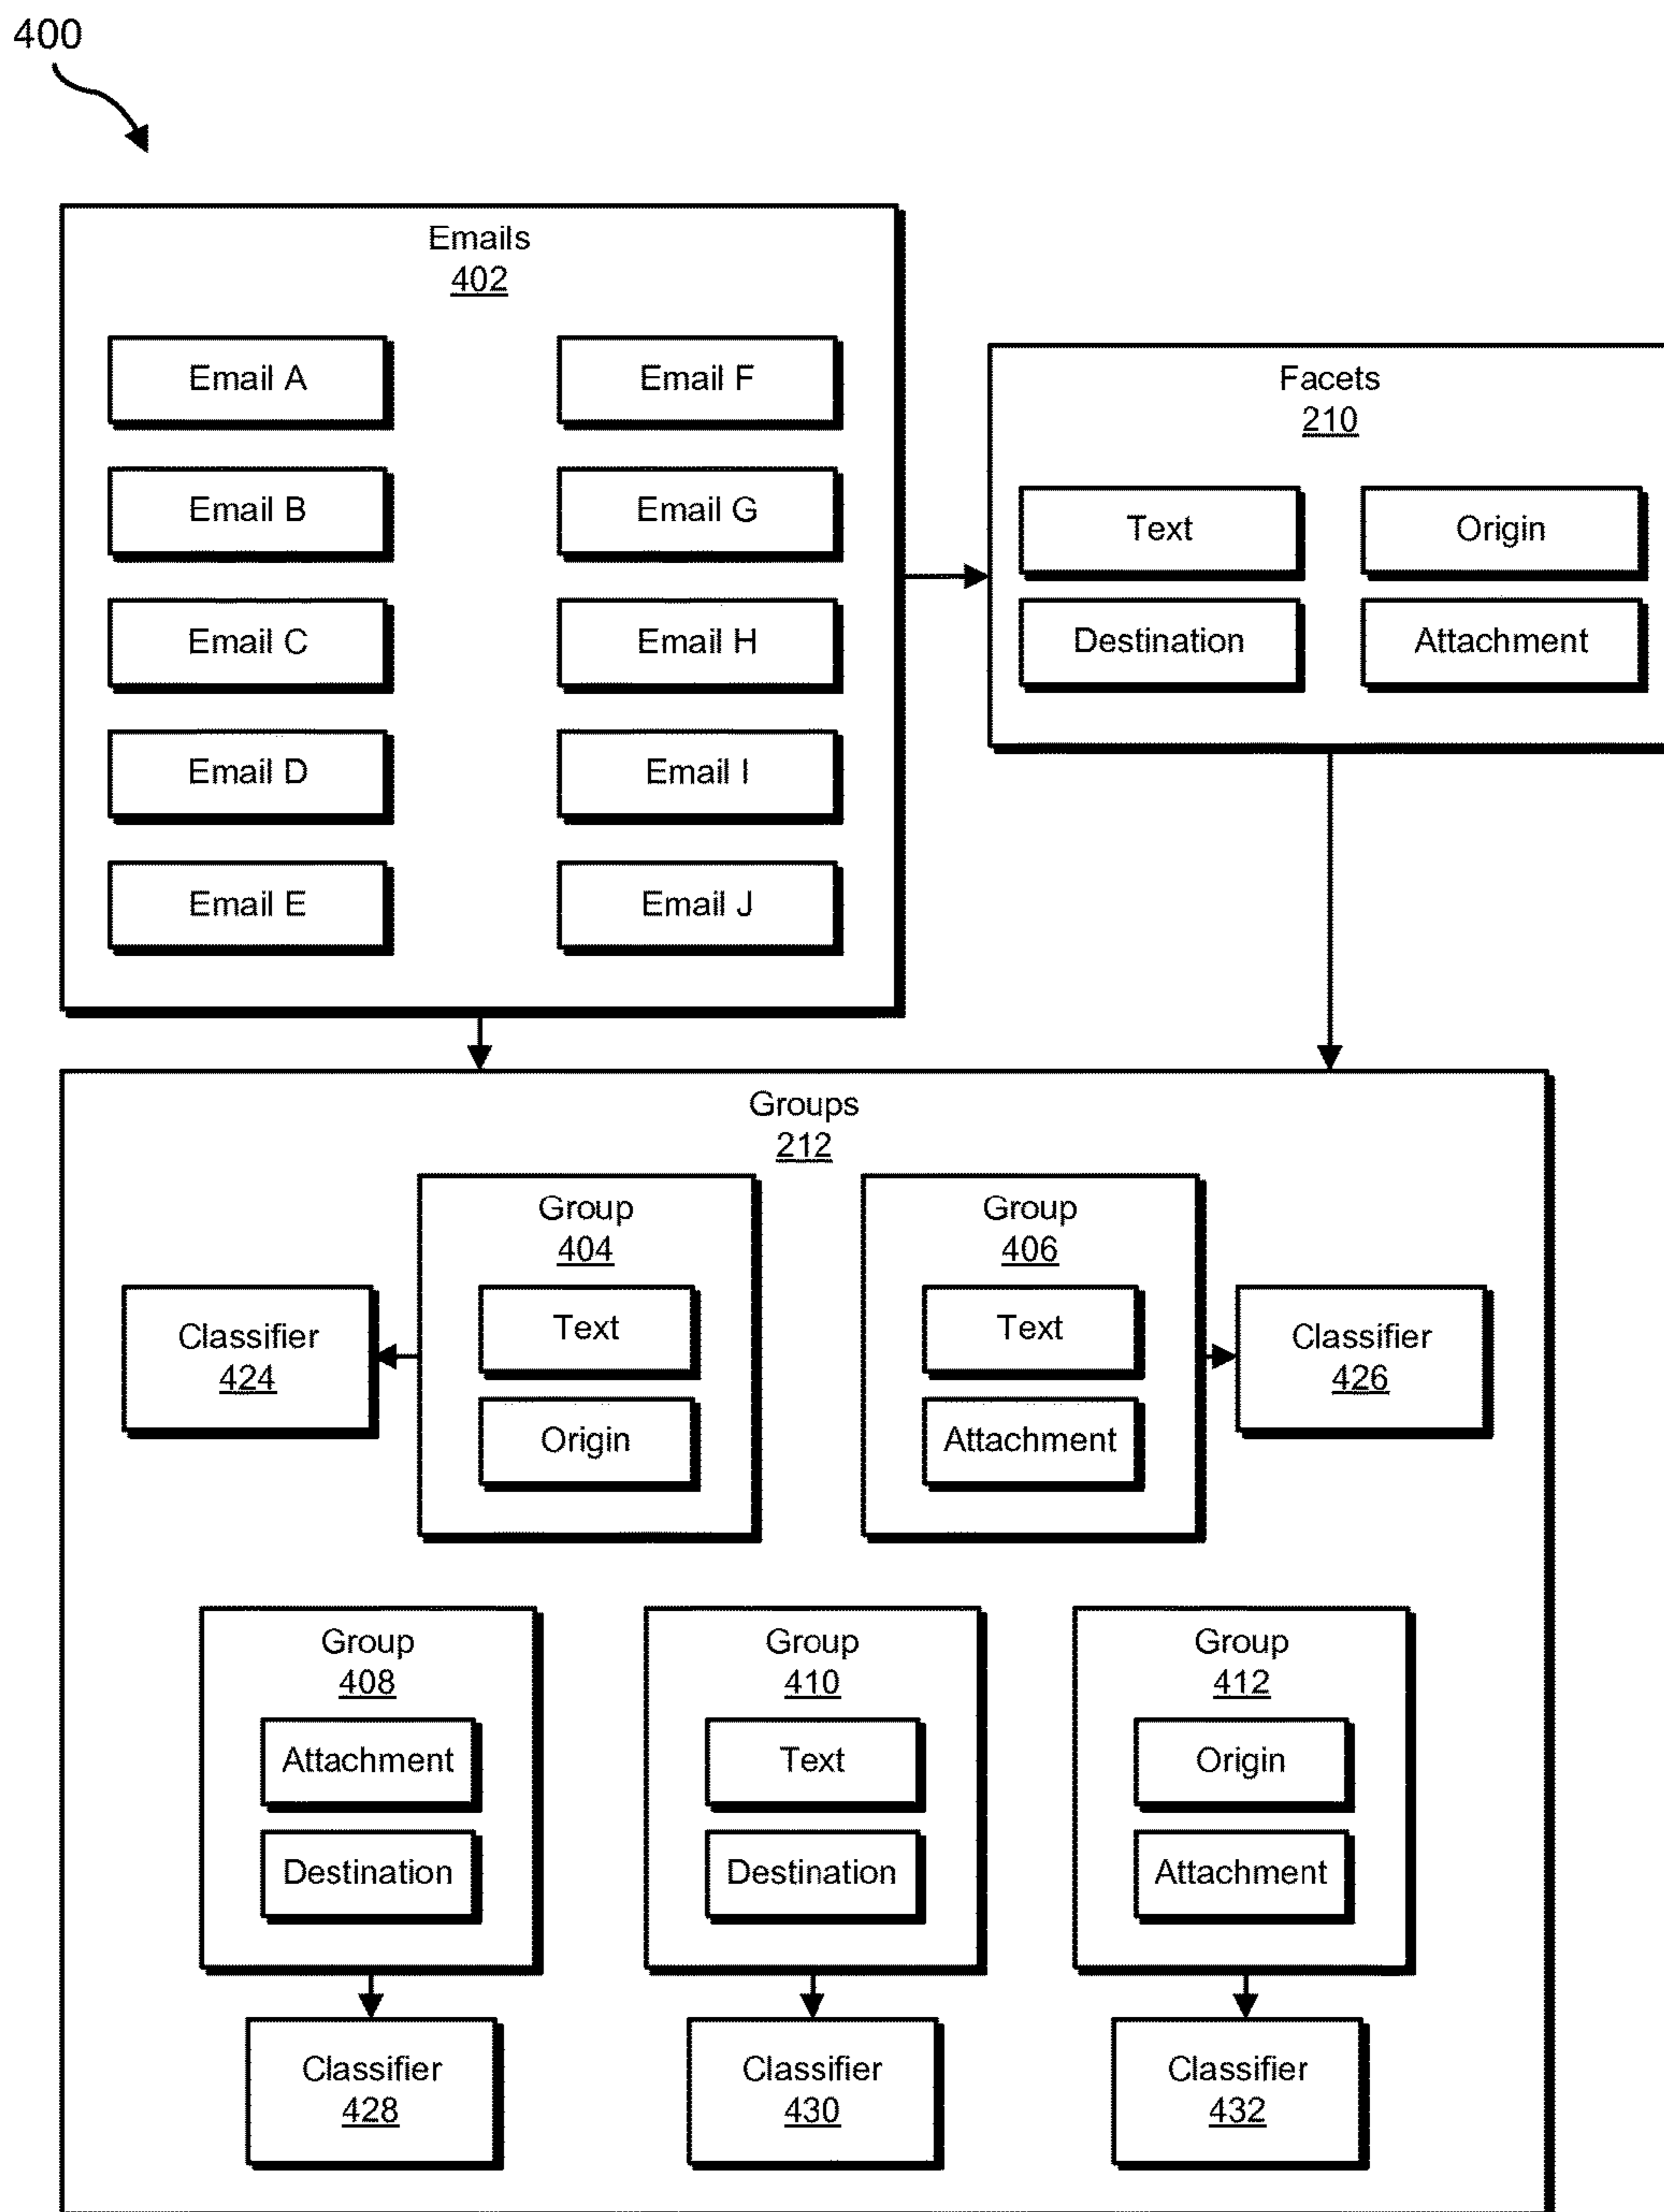 400
Emails
402
Email A
Email F
Email B
Email G
Email C
Email H
Email D
Email I
Email E
Email J
Facets
210
Text
Origin
Destination
Attachment
Groups
212
Group
404
Text
Origin
Classifier
424
Group
406
Text
Attachment
Classifier
426
Group
408
Attachment
Destination
Classifier
428
Group
410
Text
Destination
Classifier
430
Group
412
Origin
Attachment
Classifier
432